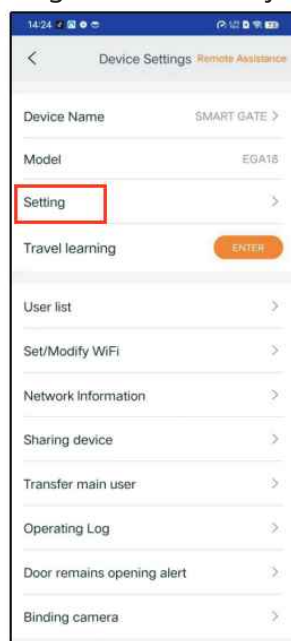 14:24
Device Settings Remote Assistance
Device Name SMART GATE
Model EGA18
Setting
Travel learning ENTER
User list
Set/Modify WiFi
Network Information
Sharing device
Transfer main user
Operating Log
Door remains opening alert
Binding camera